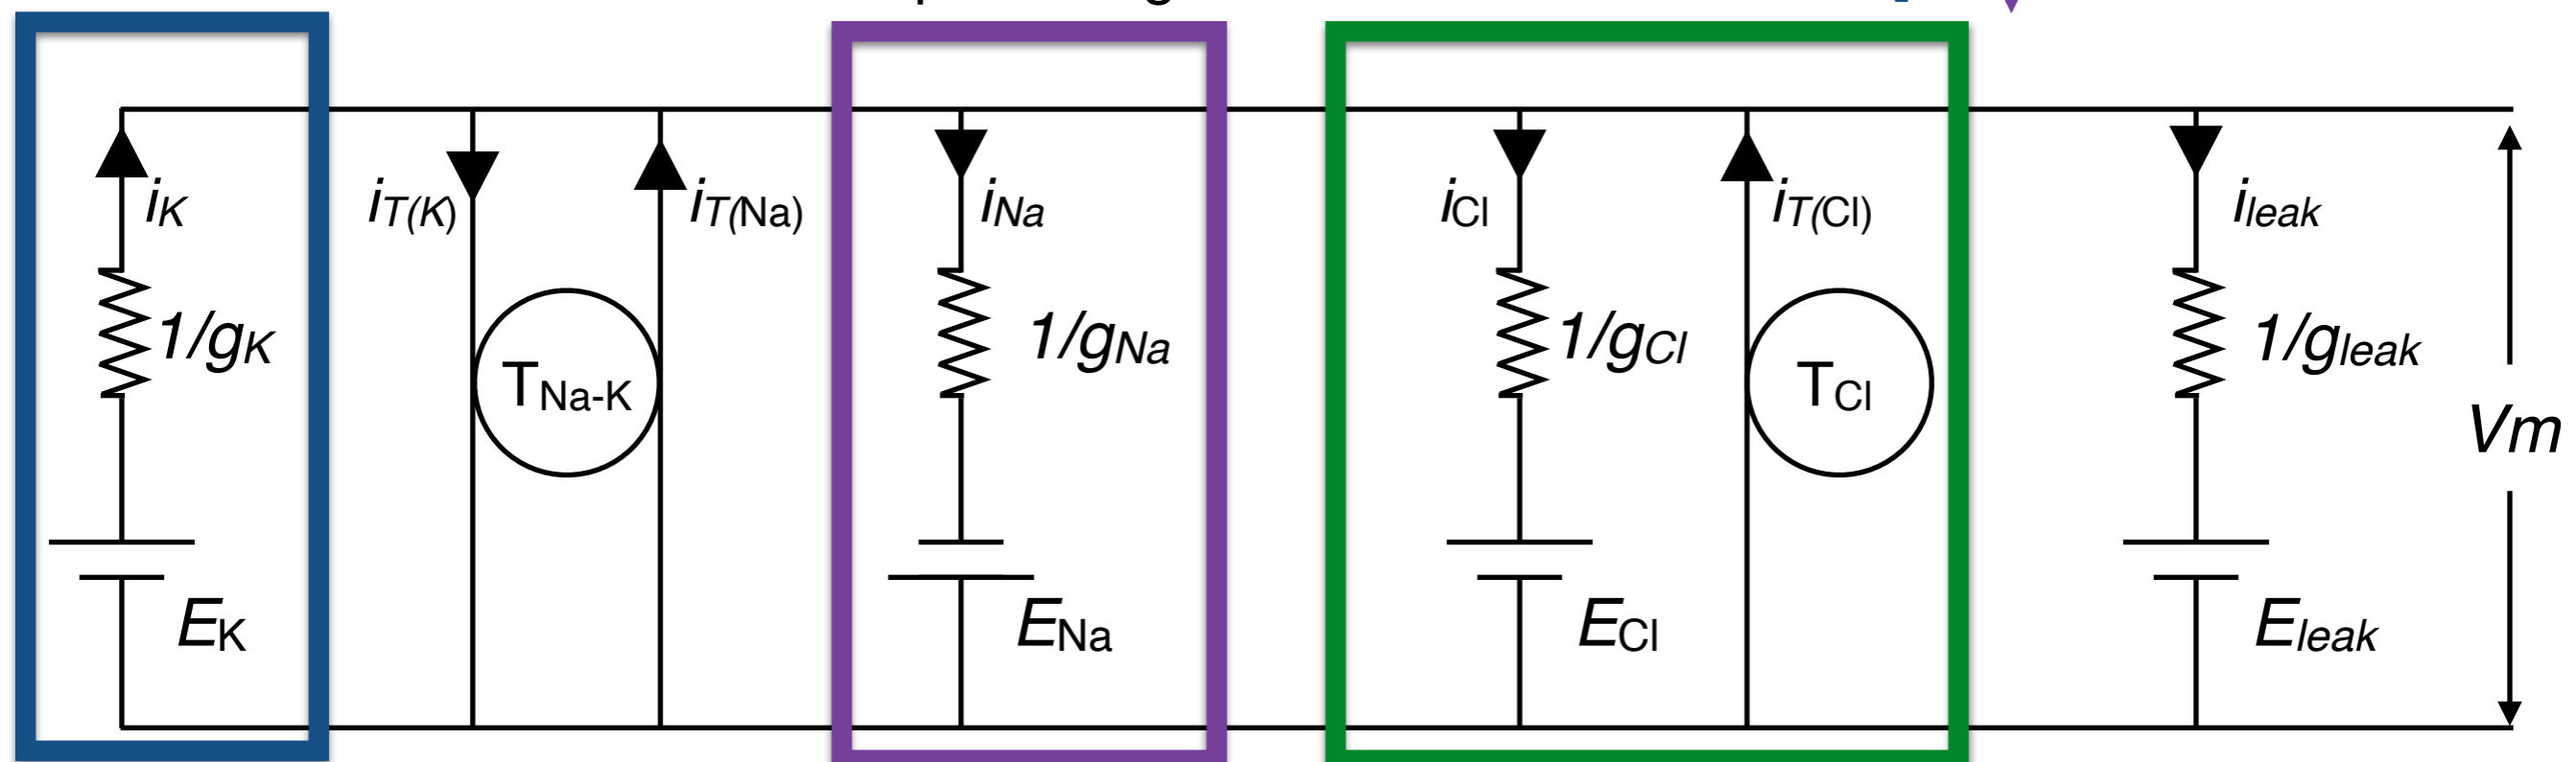 iK
iT(K)
iT(Na)
iNa
iCl
iT(Cl)
ileak
1/gK
TNa-K
1/gNa
1/gCl
TCl
1/gleak
Vm
EK
ENa
ECl
Eleak